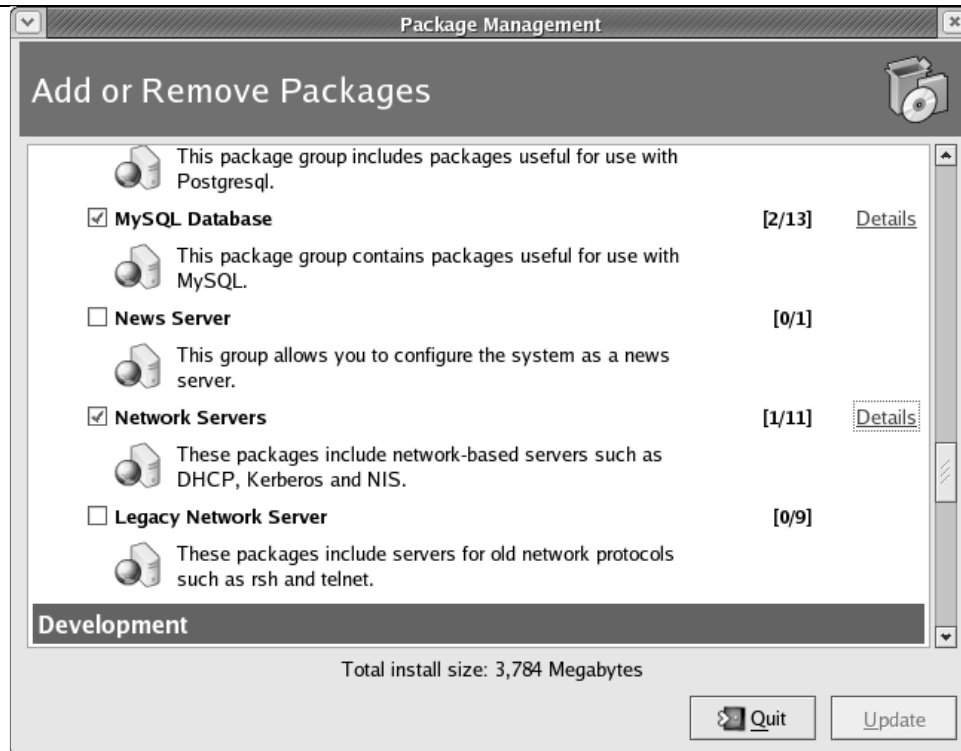 Package Management
Add or Remove Packages
This package group includes packages useful for use with
Postgresql.
MySQL Database [2/13] Details
This package group contains packages useful for use with
MySQL.
News Server [0/1]
This group allows you to configure the system as a news
server.
Network Servers [1/11] Details
These packages include network-based servers such as
DHCP, Kerberos and NIS.
Legacy Network Server [0/9]
These packages include servers for old network protocols
such as rsh and telnet.
Development
Total install size: 3,784 Megabytes
Quit Update